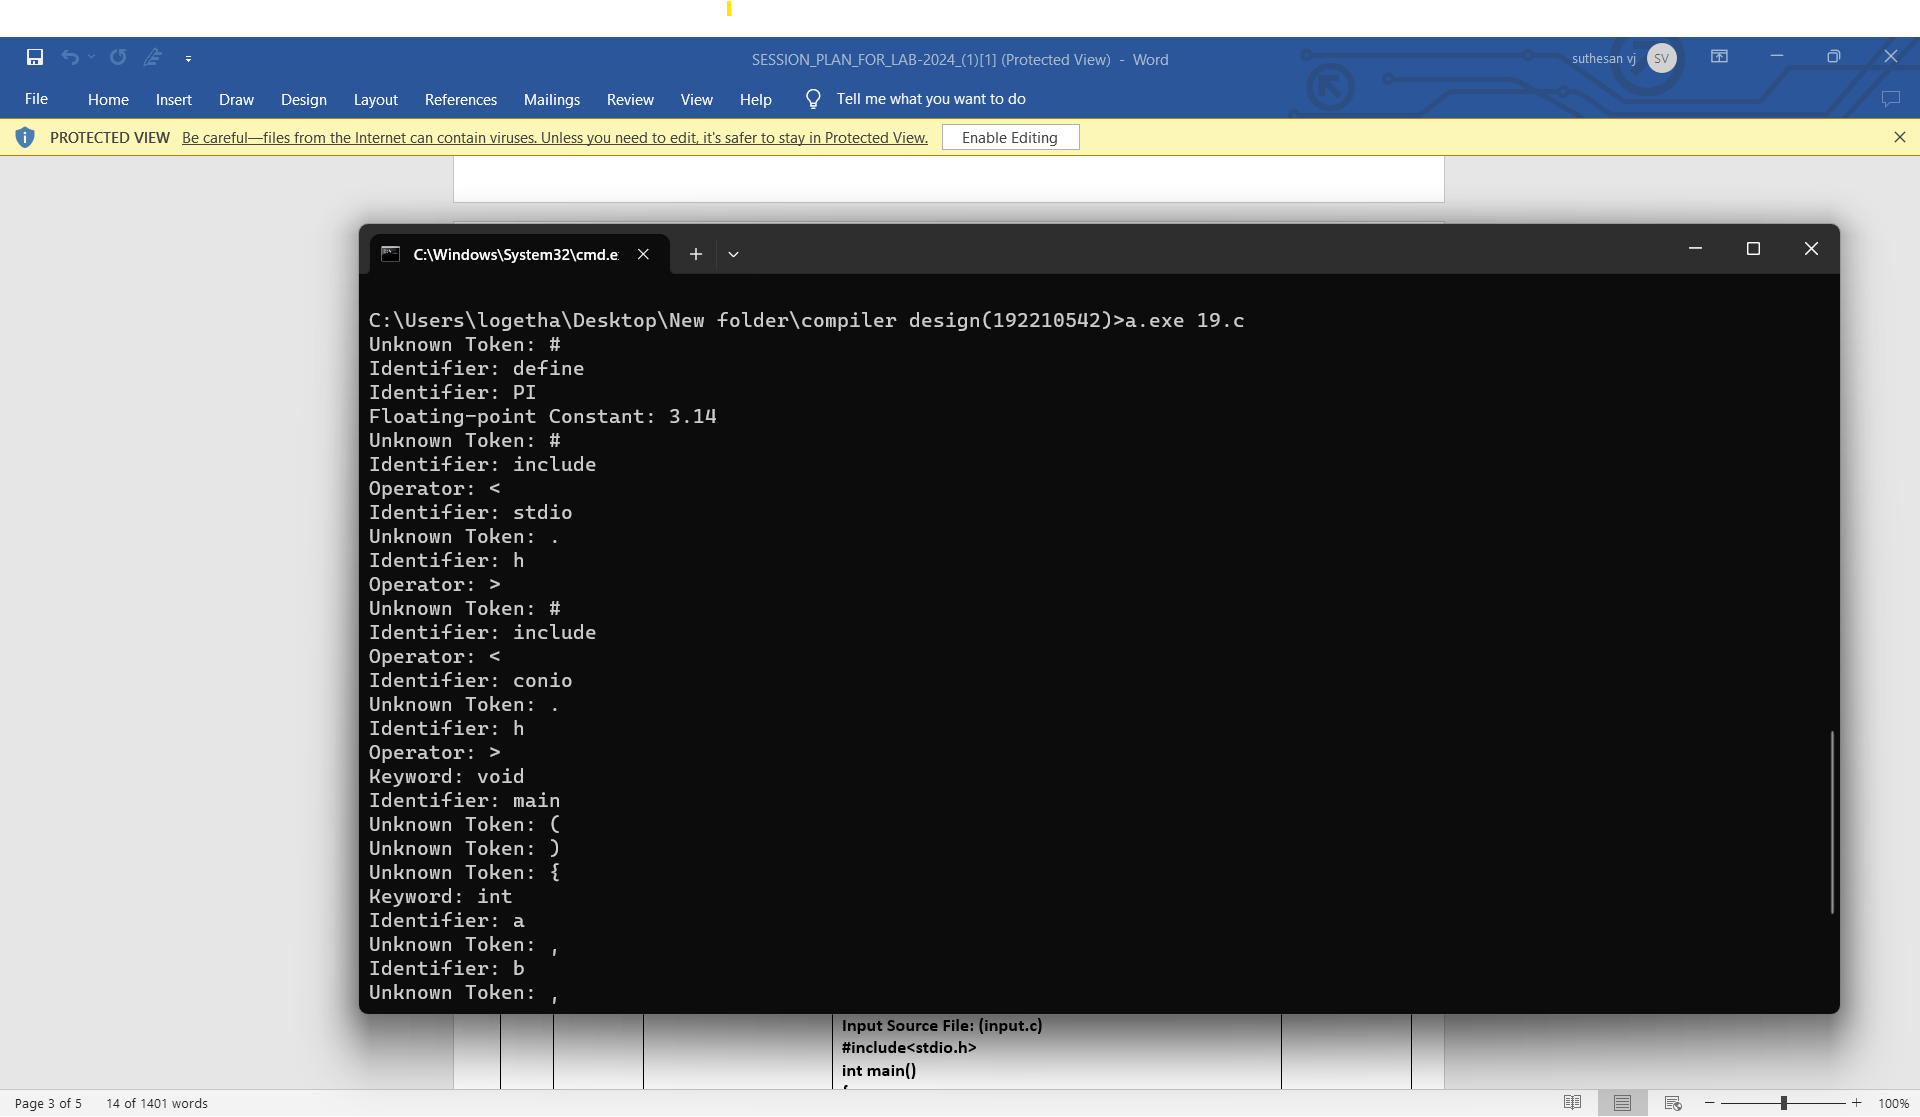 SESSION_PLAN_FOR_LAB-2024_(1)[1] (Protected View) - Word
suthesan vj
SV
File Home Insert Draw Design Layout References Mailings Review View Help Tell me what you want to do
PROTECTED VIEW Be careful—files from the Internet can contain viruses. Unless you need to edit, it's safer to stay in Protected View. Enable Editing
C:\Windows\System32\cmd.e
C:\Users\logetha\Desktop\New folder\compiler design(192210542)>a.exe 19.c
Unknown Token: #
Identifier: define
Identifier: PI
Floating-point Constant: 3.14
Unknown Token: #
Identifier: include
Operator: <
Identifier: stdio
Unknown Token: .
Identifier: h
Operator: >
Unknown Token: #
Identifier: include
Operator: <
Identifier: conio
Unknown Token: .
Identifier: h
Operator: >
Keyword: void
Identifier: main
Unknown Token: (
Unknown Token: )
Unknown Token: {
Keyword: int
Identifier: a
Unknown Token: ,
Identifier: b
Unknown Token: ,
Input Source File: (input.c)
#include<stdio.h>
int main()
Page 3 of 5 14 of 1401 words
100%